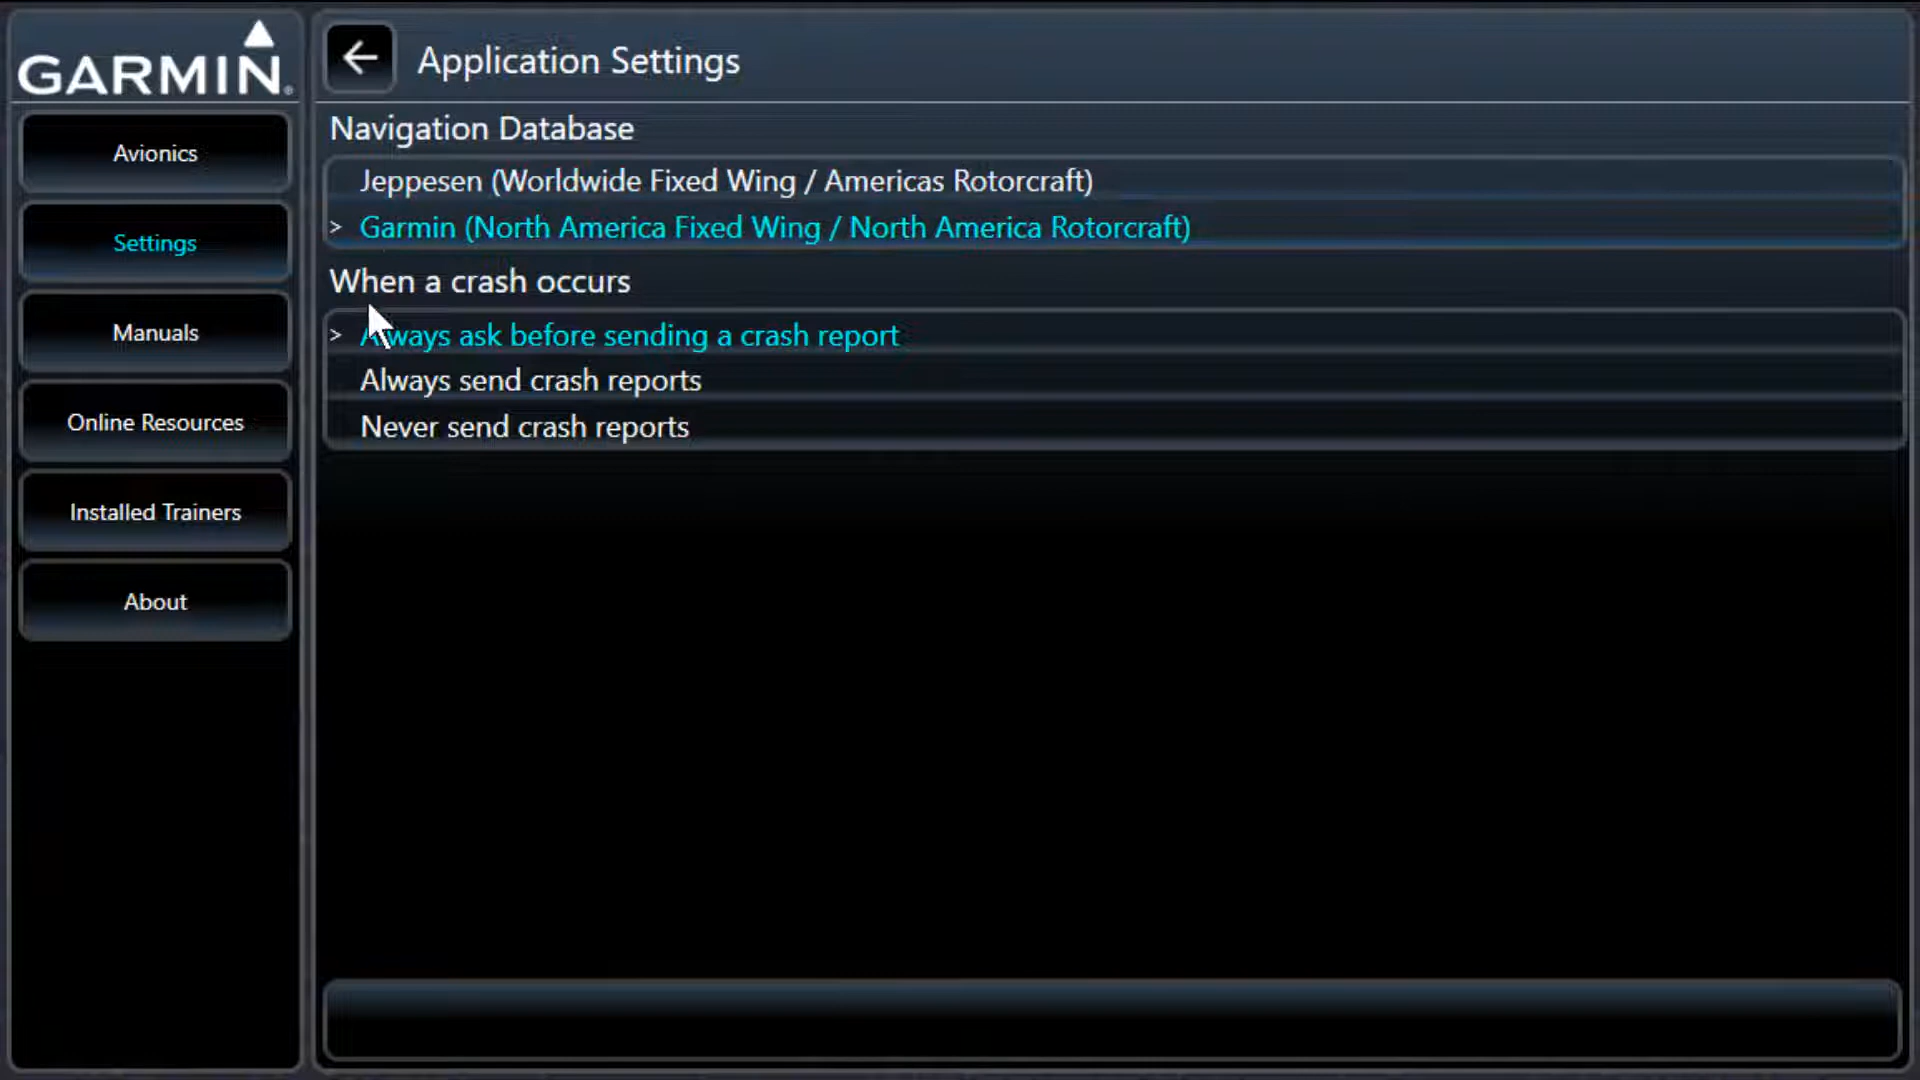 GARMIN®
Avionics
Settings
Manuals
Online Resources
Installed Trainers
About
Application Settings
Navigation Database
Jeppesen (Worldwide Fixed Wing / Americas Rotorcraft)
> Garmin (North America Fixed Wing / North America Rotorcraft)
When a crash occurs
> Always ask before sending a crash report
Always send crash reports
Never send crash reports